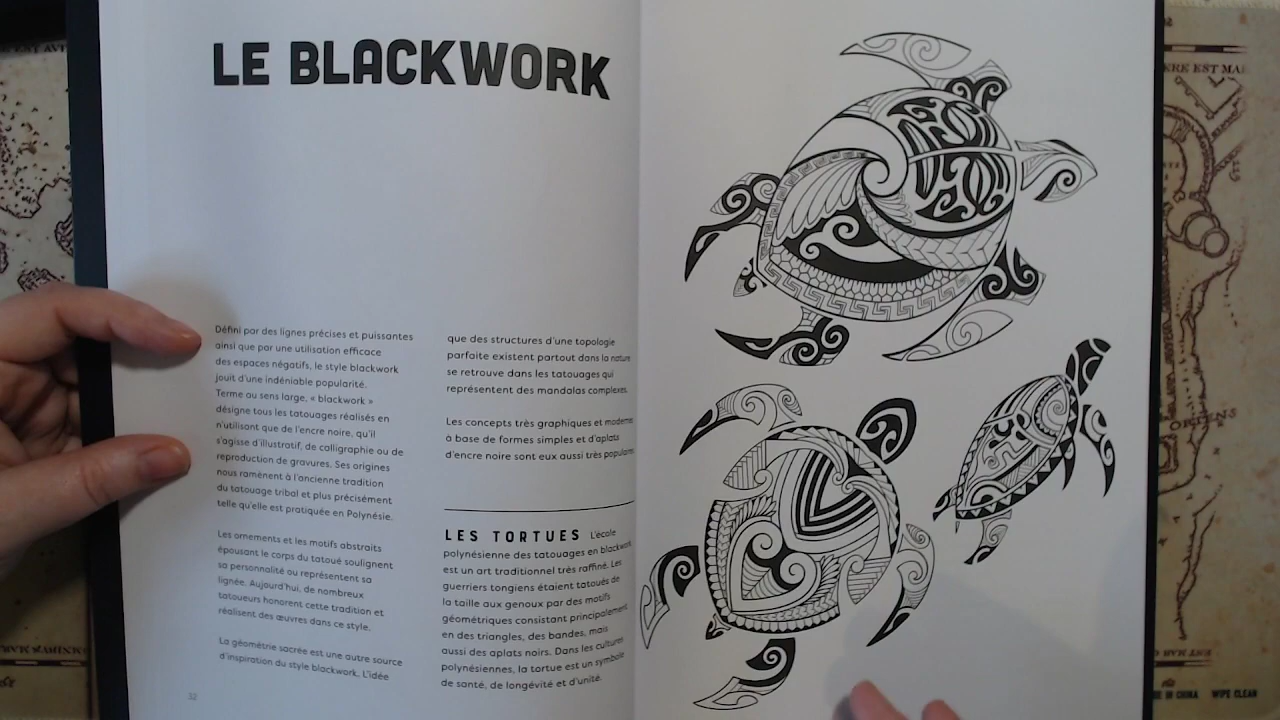 LE BLACKWORK
Défini par des lignes précises et puissantes
ainsi que par une utilisation efficace
des espaces négatifs, le style blackwork
jouit d'une indéniable popularité.
Terme au sens large, « blackwork »
désigne tous les tatouages réalisés en
n'utilisant que de l'encre noire, qu'il
s'agisse d'illustratif, de calligraphie ou de
reproduction de gravures. Ses origines
nous ramènent à l'ancienne tradition
du tatouage tribal et plus précisément
telle qu'elle est pratiquée en Polynésie.
Les ornements et les motifs abstraits
épousant le corps du tatoué soulignent
sa personnalité ou représentent sa
lignée. Aujourd'hui, de nombreux
tatoueurs honorent cette tradition et
réalisent des œuvres dans ce style.
La géométrie sacrée est une autre source
d'inspiration du style blackwork. L'idée
que des structures d'une topologie
parfaite existent partout dans la nature
se retrouve dans les tatouages qui
représentent des mandalas complexes.
Les concepts très graphiques et modernes
à base de formes simples et d'aplats
d'encre noire sont eux aussi très populaires
LES TORTUES L'école
polynésienne des tatouages en blackwork
est un art traditionnel très raffiné. Les
guerriers tongiens étaient tatoués de
la taille aux genoux par des motifs
géométriques consistant principalement
en des triangles, des bandes, mais
aussi des aplats noirs. Dans les cultures
polynésiennes, la tortue est un symbole
de santé, de longévité et d'unité.
32
ERE EST MA
ORIENS
IN CHINA WIPE CLEAN